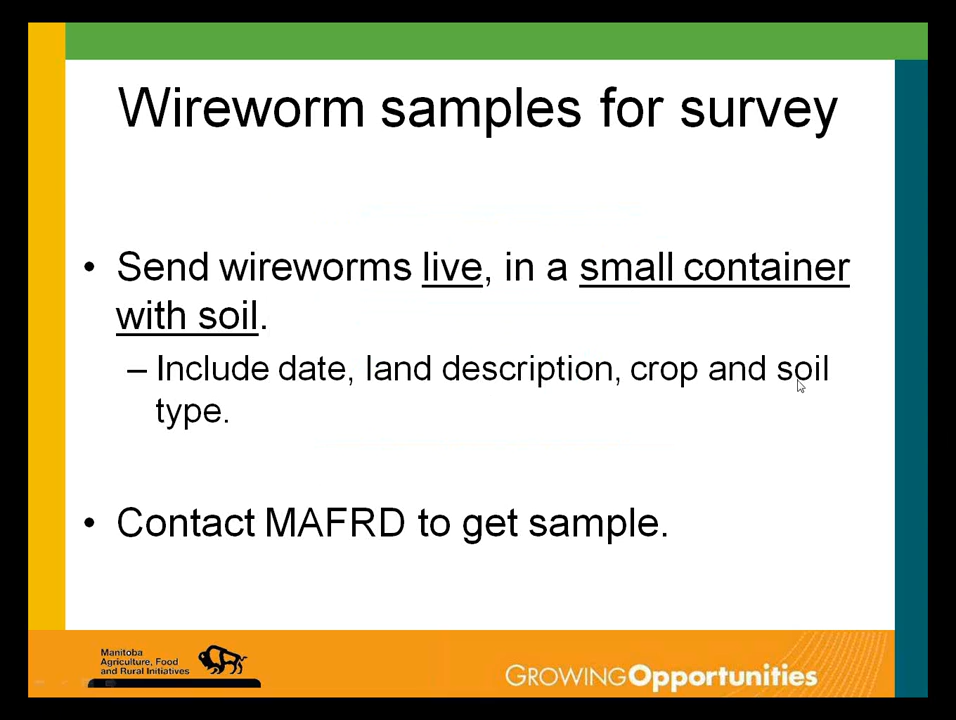 Wireworm samples for survey
• Send wireworms live, in a small container
with soil.
– Include date, land description, crop and soil
type.
• Contact MAFRD to get sample.
Manitoba
Agriculture, Food
and Rural Initiatives
GROWING Opportunities